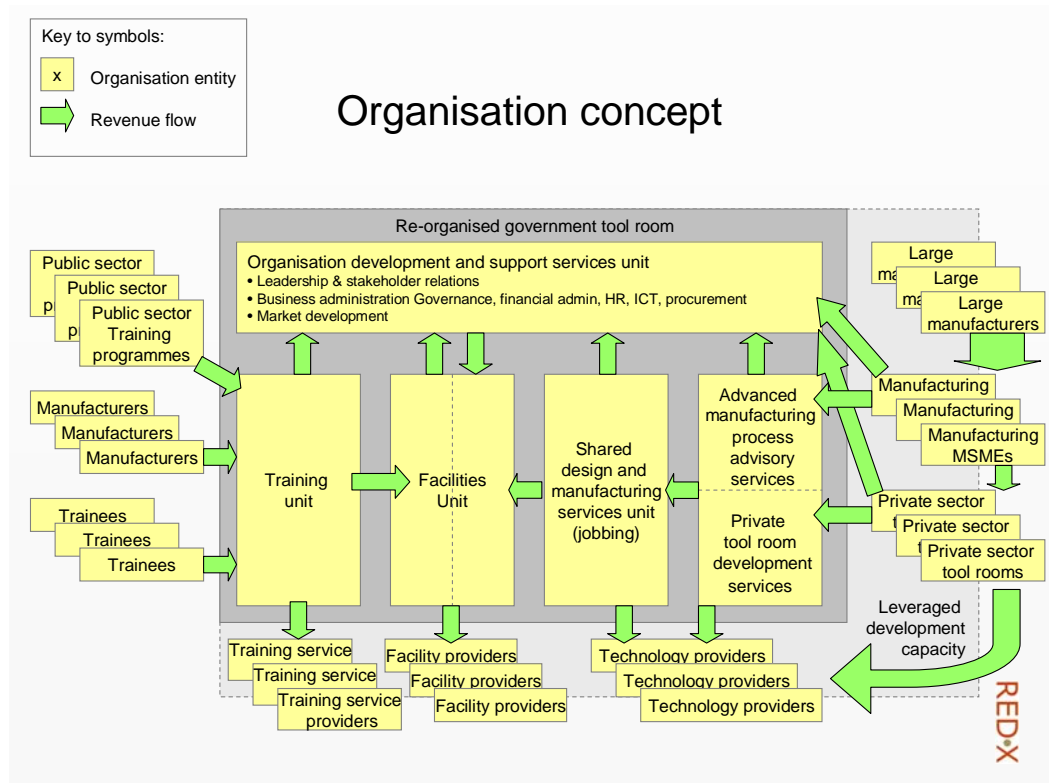 Key to symbols:
x
Organisation entity
Revenue flow
Organisation concept
Re-organised government tool room
Organisation development and support services unit
• Leadership & stakeholder relations
• Business administration Governance, financial admin, HR, ICT, procurement
• Market development
Public sector
Public sector
Public sector
Training
programmes
Manufacturers
Manufacturers
Manufacturers
Trainees
Trainees
Trainees
Training
unit
Facilities
Unit
Shared
design and
manufacturing
services unit
(jobbing)
Advanced
manufacturing
process
advisory
services
Private
tool room
development
services
Large
Large
Large
manufacturers
Manufacturing
Manufacturing
Manufacturing
MSMEs
Private sector
Private sector
Private sector
tool rooms
Leveraged
development
capacity
Training service
Training service
Training service
providers
Facility providers
Facility providers
Facility providers
Technology providers
Technology providers
Technology providers
RED·X